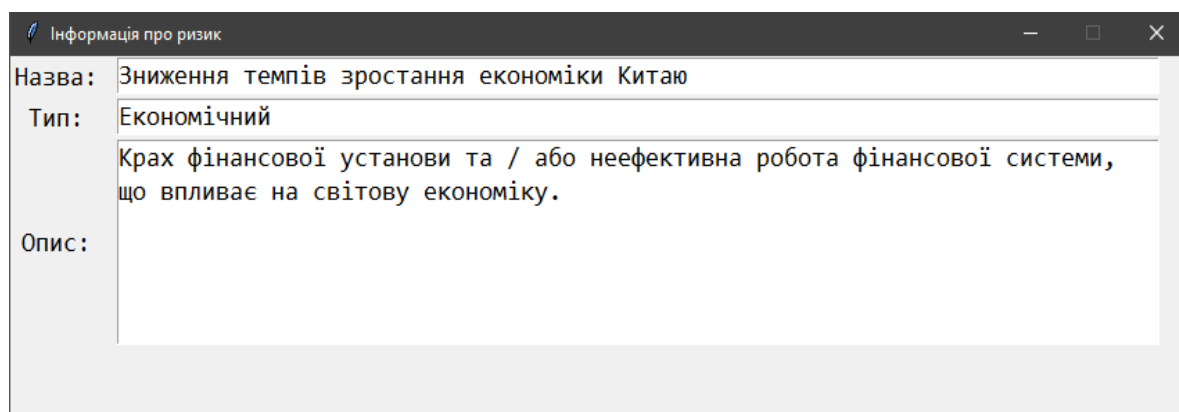 Інформація про ризик
Назва: Зниження темпів зростання економіки Китаю
Тип: Економічний
Крах фінансової установи та / або неефективна робота фінансової системи,
що впливає на світову економіку.
Опис: